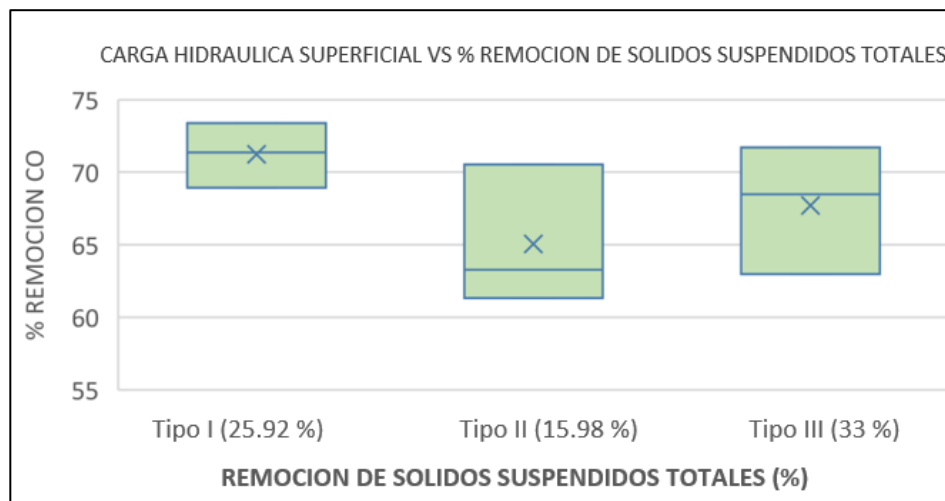 CARGA HIDRAULICA SUPERFICIAL VS % REMOCION DE SOLIDOS SUSPENDIDOS TOTALES
% REMOCION CO
75
70
65
60
55
Tipo I (25.92 %) Tipo II (15.98 %) Tipo III (33 %)
REMOCION DE SOLIDOS SUSPENDIDOS TOTALES (%)